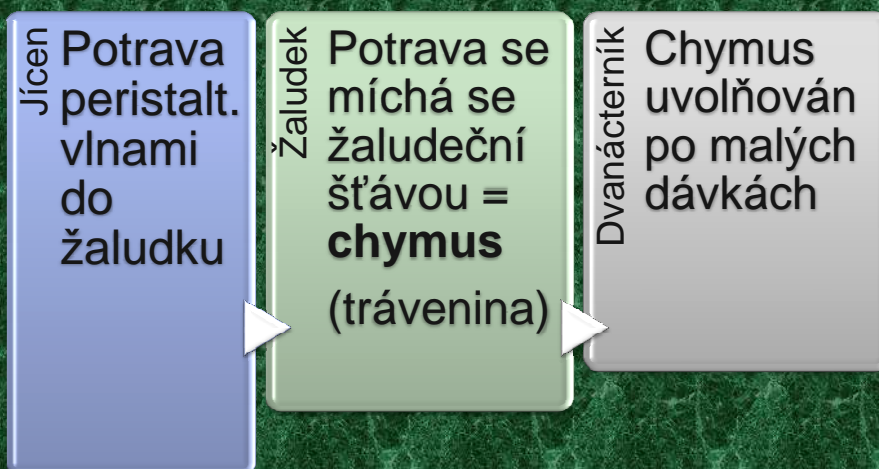 Jícen
Potrava
peristalt.
vlnami
do
žaludku
Žaludek
Potrava se
míchá se
žaludeční
šťávou =
chymus
(trávenina)
Dvanácterník
Chymus
uvolňován
po malých
dávkách